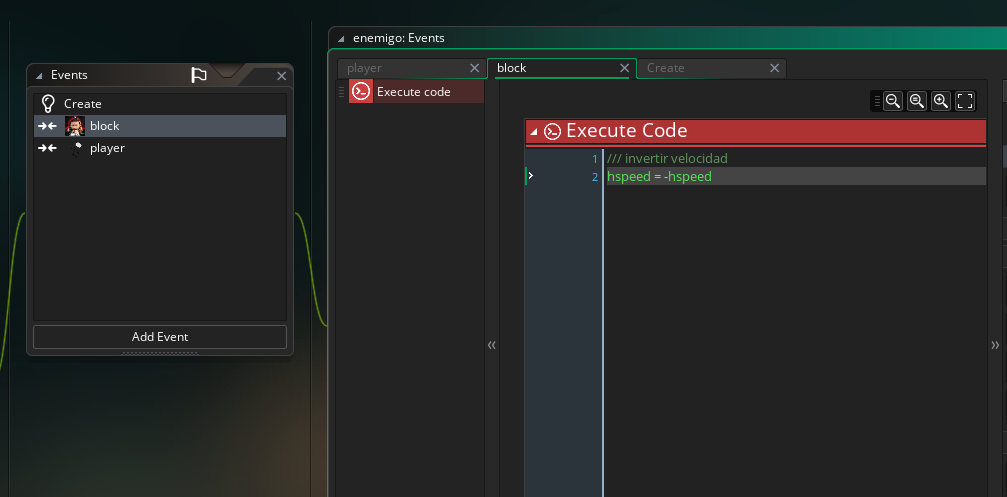 enemigo: Events
Events
player
block
Create
Execute code
Create
block
player
Execute Code
1 /// invertir velocidad
2 hspeed = -hspeed
Add Event